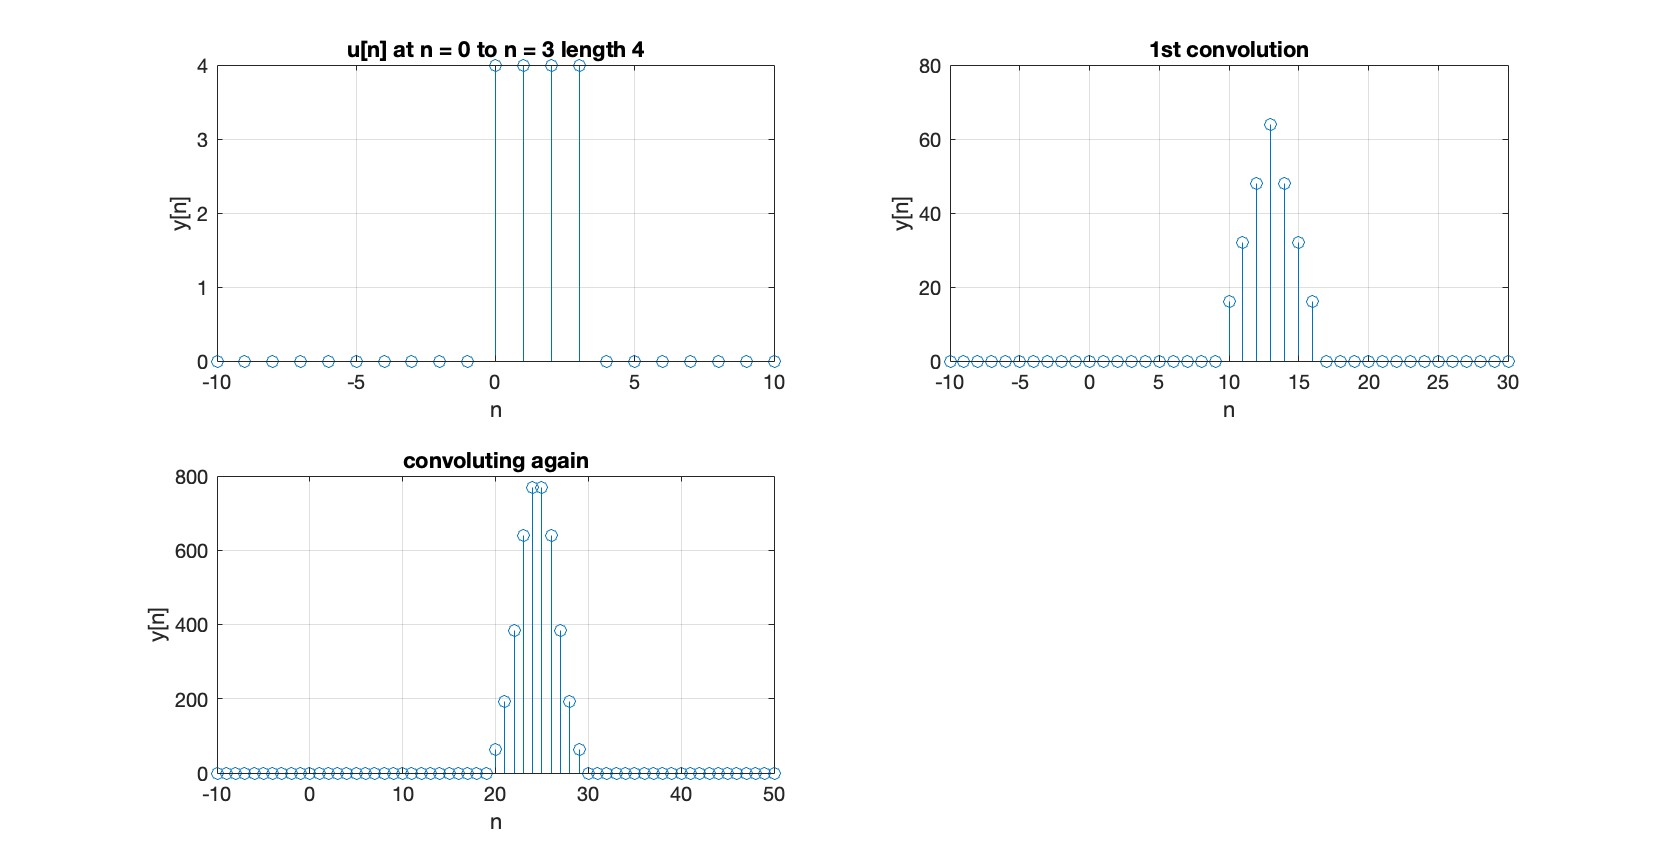 u[n] at n = 0 to n = 3 length 4
4
3
2
1
0
y[n]
-10 -5 0 5 10
n
1st convolution
80
60
40
20
0
y[n]
-10 -5 0 5 10 15 20 25 30
n
convoluting again
800
600
400
200
0
y[n]
-10 0 10 20 30 40 50
n